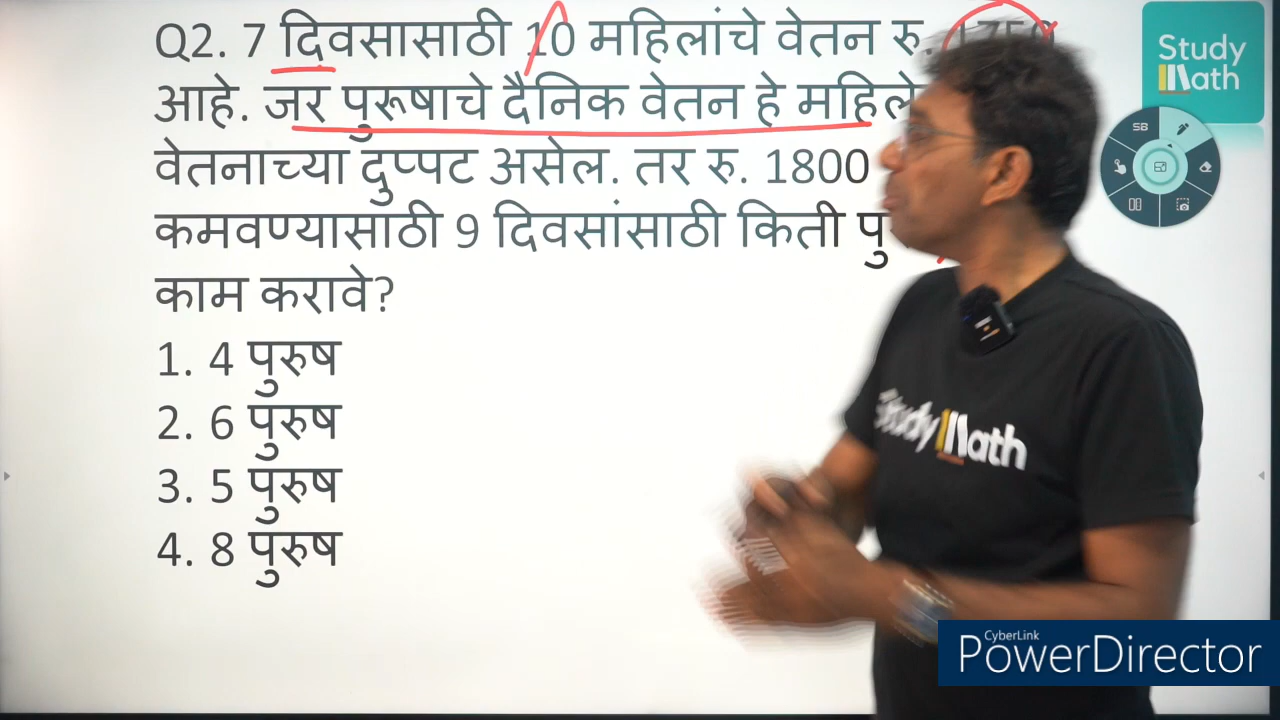 Q2. 7 दिवसासाठी 10 महिलांचे वेतन रु.
आहे. जर पुरूषाचे दैनिक वेतन हे
वेतनाच्या दुप्पट असेल. तर रु. 1800
कमवण्यासाठी 9 दिवसांसाठी किती
काम करावे?
1. 4 पुरुष
2. 6 पुरुष
3. 5 पुरुष
4. 8 पुरुष
Study
Math
SB
Study Math
CyberLink
PowerDirector